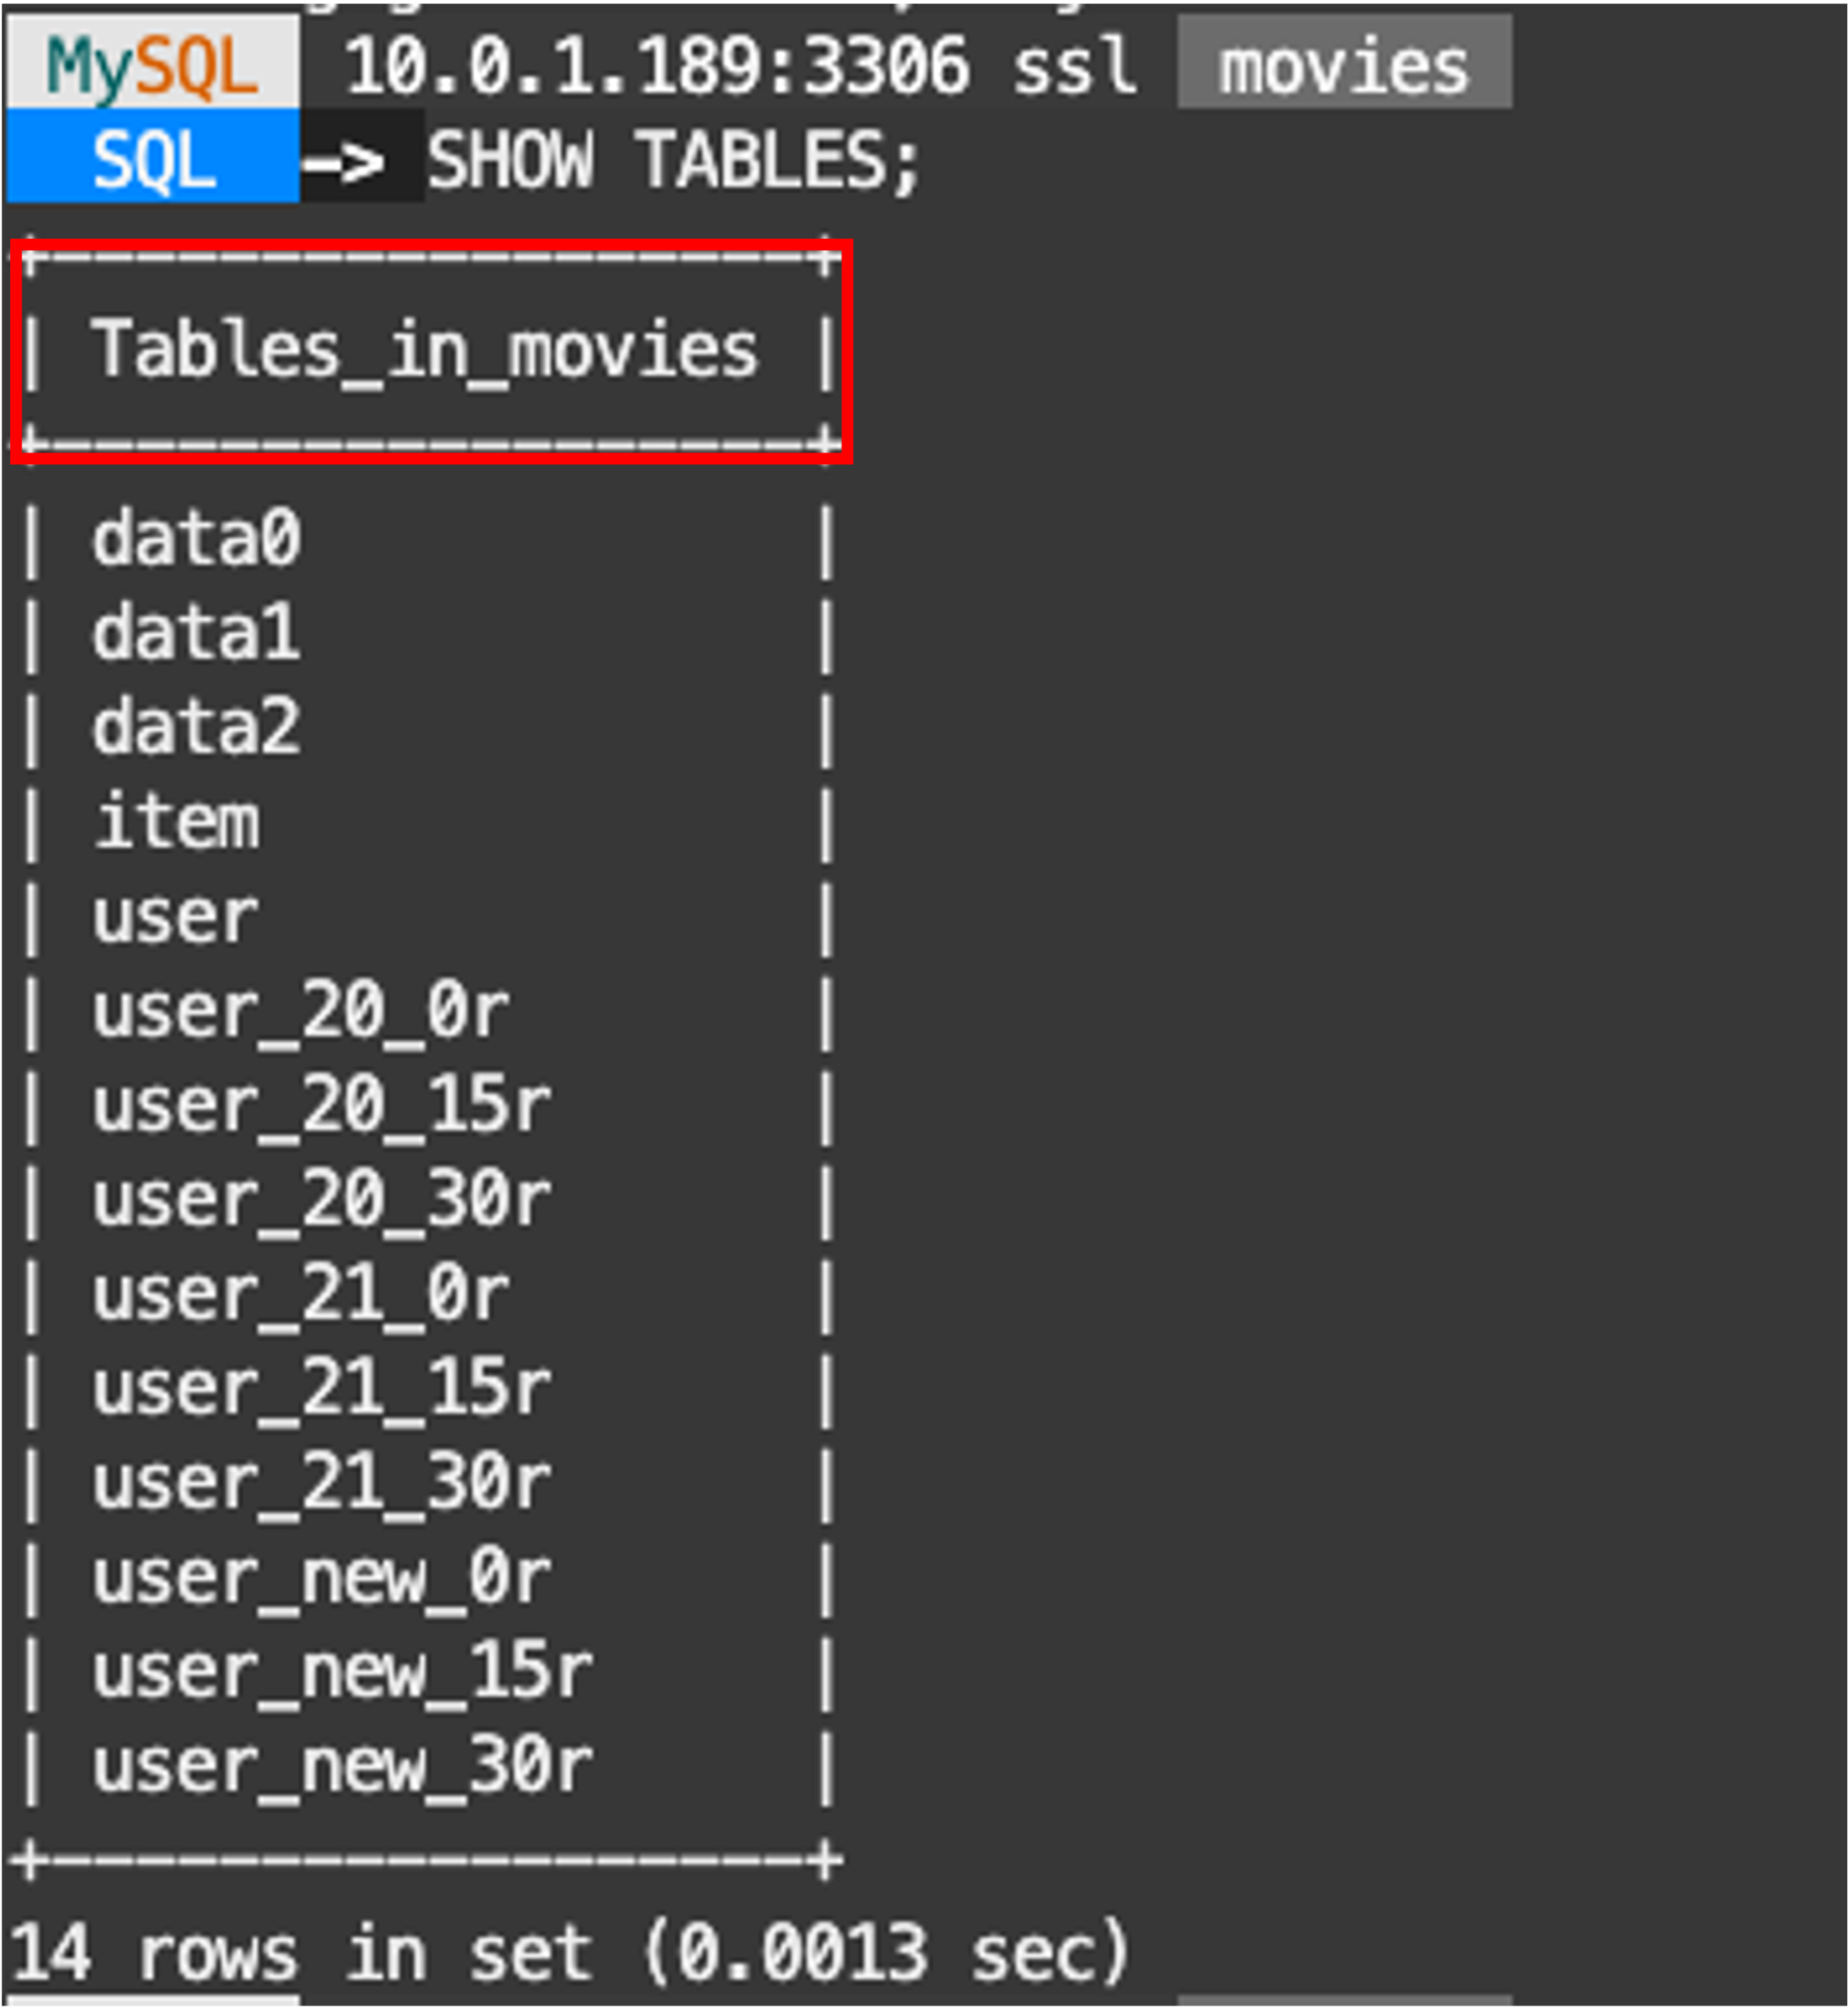 MySQL 10.0.1.189:3306 ssl movies
SQL -> SHOW TABLES;
+-------------------+
| Tables_in_movies |
+-------------------+
| data0 |
| data1 |
| data2 |
| item |
| user |
| user_20_0r |
| user_20_15r |
| user_20_30r |
| user_21_0r |
| user_21_15r |
| user_21_30r |
| user_new_0r |
| user_new_15r |
| user_new_30r |
+-------------------+
14 rows in set (0.0013 sec)